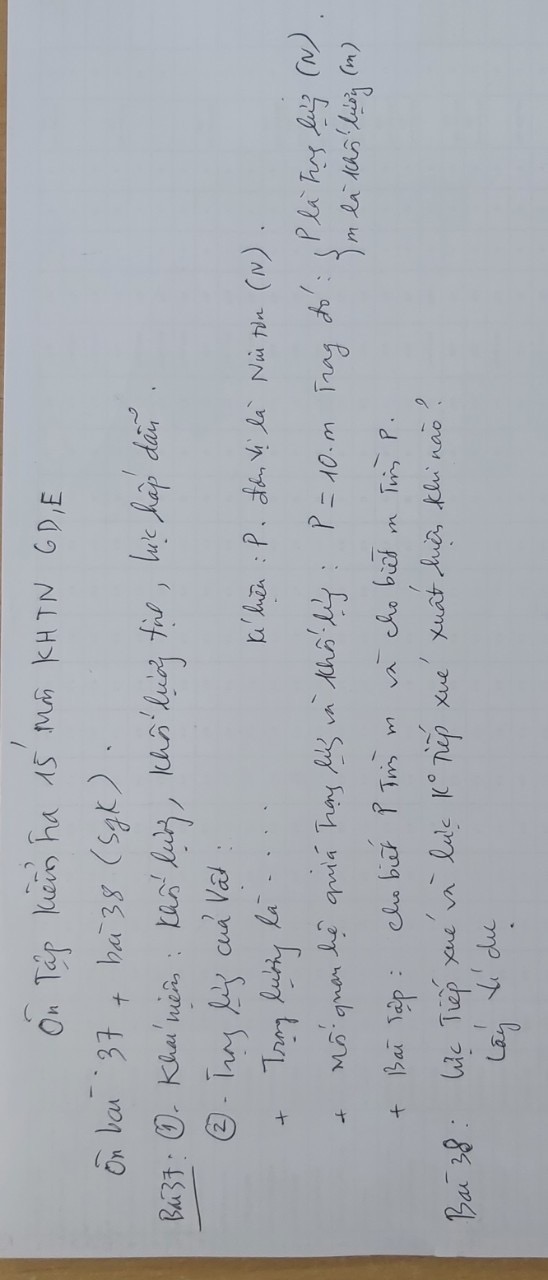 Ôn Tập kiểm tra 15' Môn KHTN 6D,E
Ôn bài 37 + bài 38 (SgK).
Bài 37: ①. Khái niệm: Khối lượng, Khối lượng tịnh, lực hấp dẫn.
② - Trọng lượng của Vật:
+ Trọng lượng là . . . . Kí hiệu: P. đơn vị là Niu tơn (N).
+ Mối quan hệ giữa Trọng lượng và khối lượng: P = 10.m Trong đó: { P là Trọng lượng (N).
m là khối lượng (m)
+ Bài Tập: cho biết P Tìm m và cho biết m Tìm P.
Bài 38: lực Tiếp xúc và lực K° tiếp xúc xuất hiện khi nào?
Lấy ví dụ.